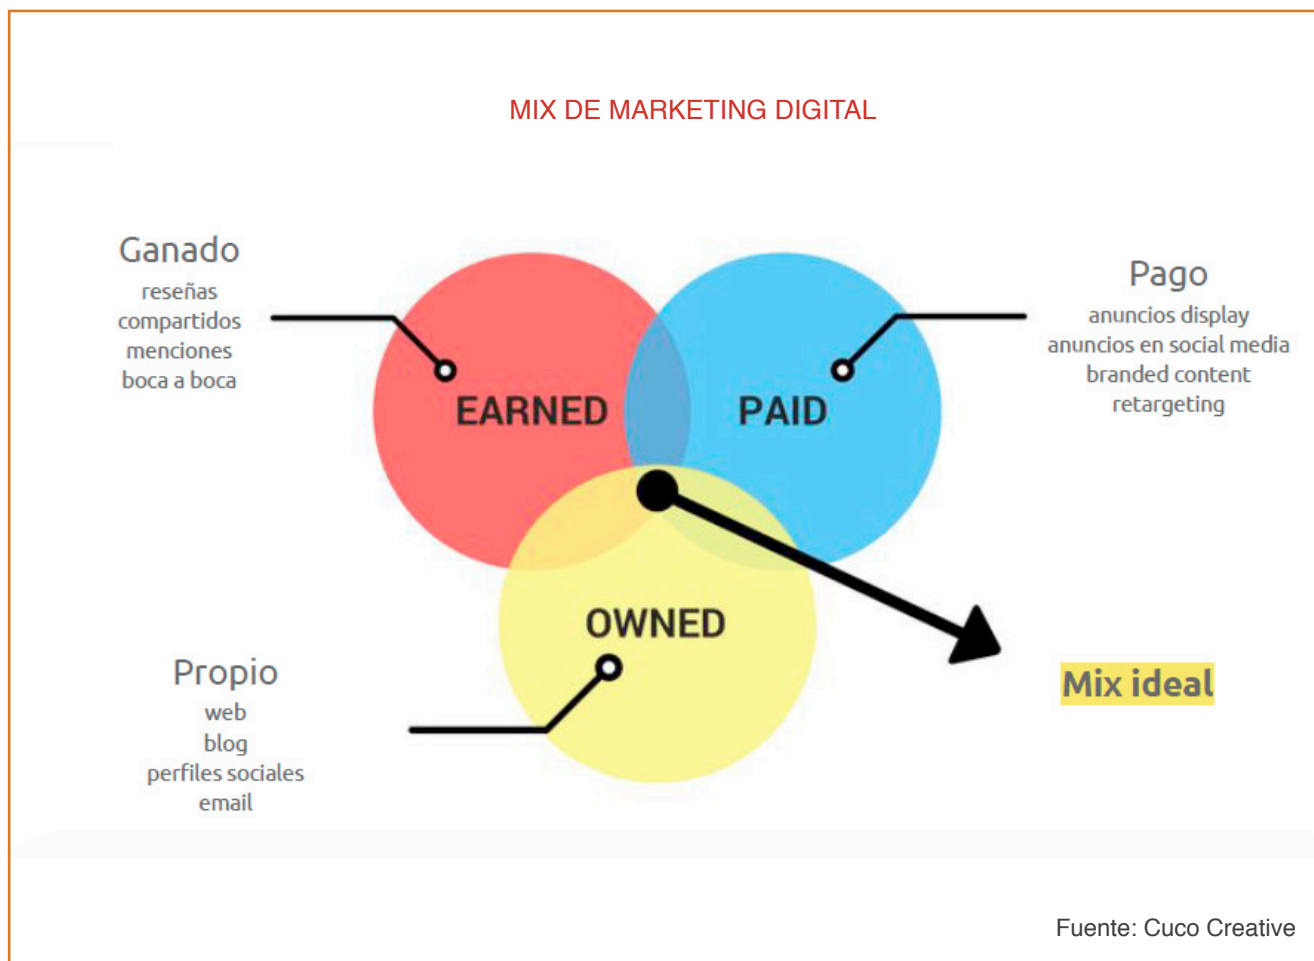 MIX DE MARKETING DIGITAL
Ganado
reseñas
compartidos
menciones
boca a boca
Pago
anuncios display
anuncios en social media
branded content
retargeting
EARNED
PAID
OWNED
Propio
web
blog
perfiles sociales
email
Mix ideal
Fuente: Cuco Creative